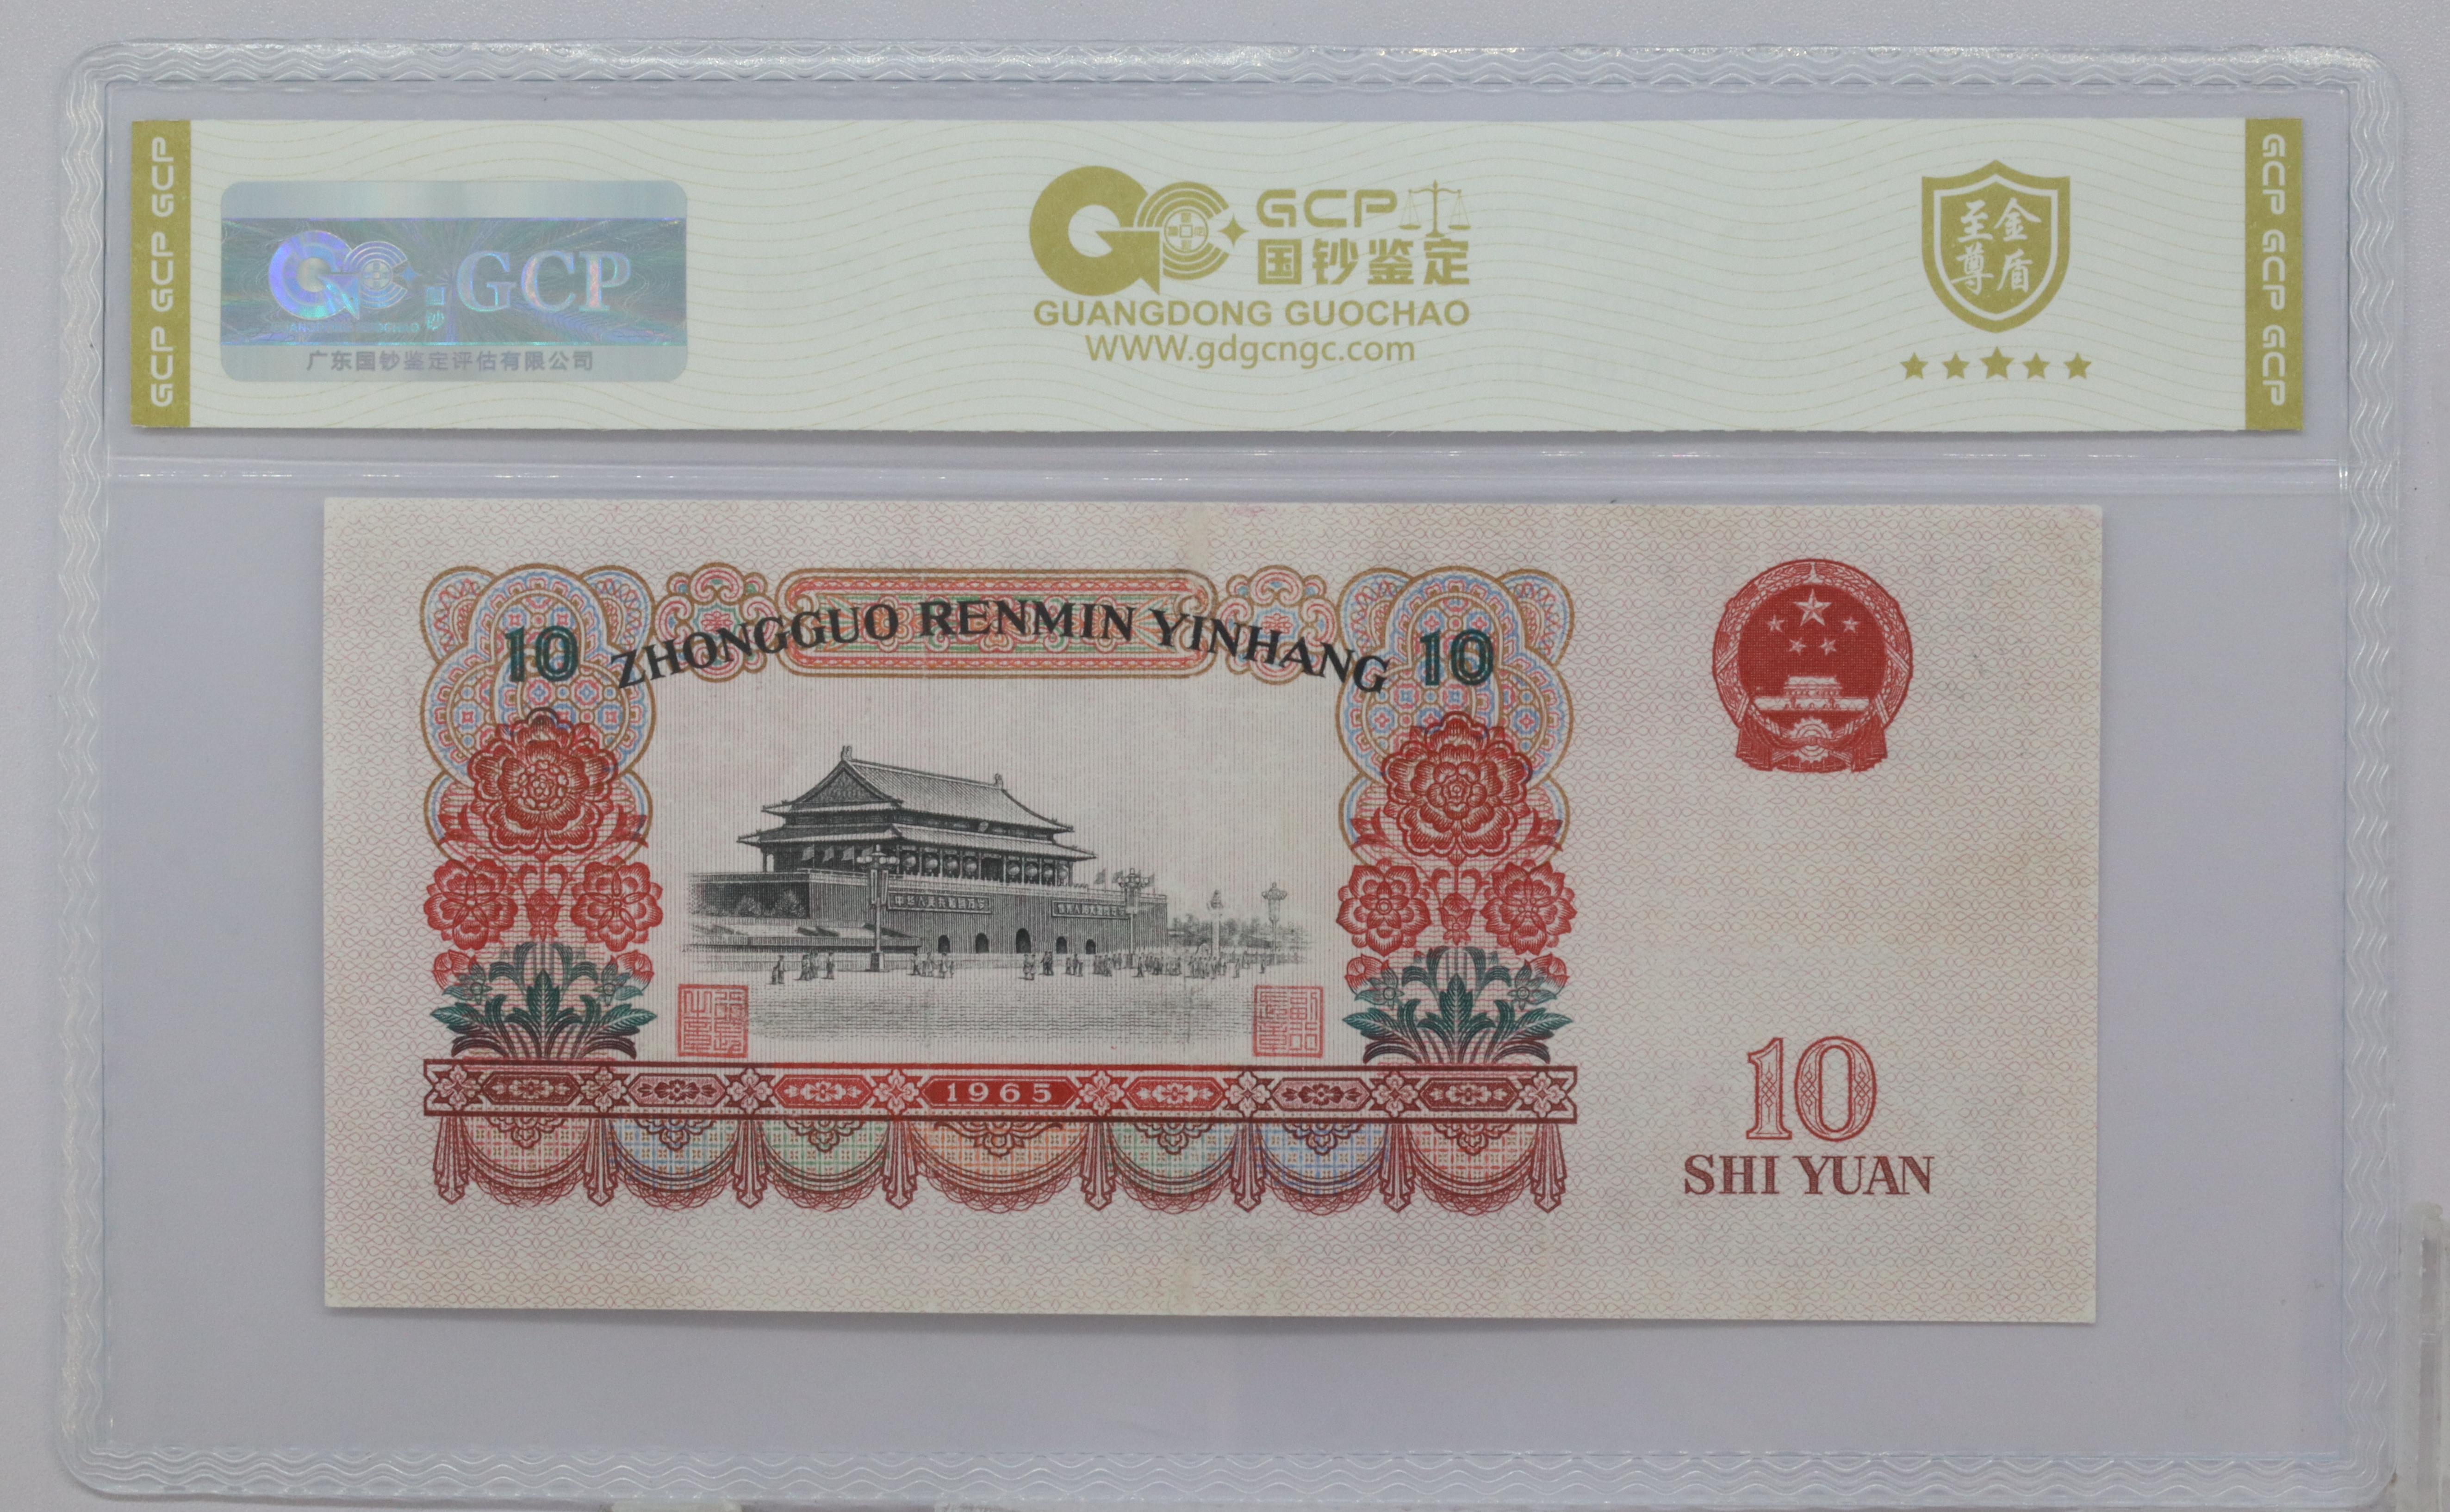 GCP GCP GCP
GCP
广东国钞鉴定评估有限公司
GCP
国钞鉴定
GUANGDONG GUOCHAO
WWW.gdgcngc.com
至尊
金盾
GCP GCP GCP
10 ZHONGGUO RENMIN YINHANG 10
1965
10
SHI YUAN